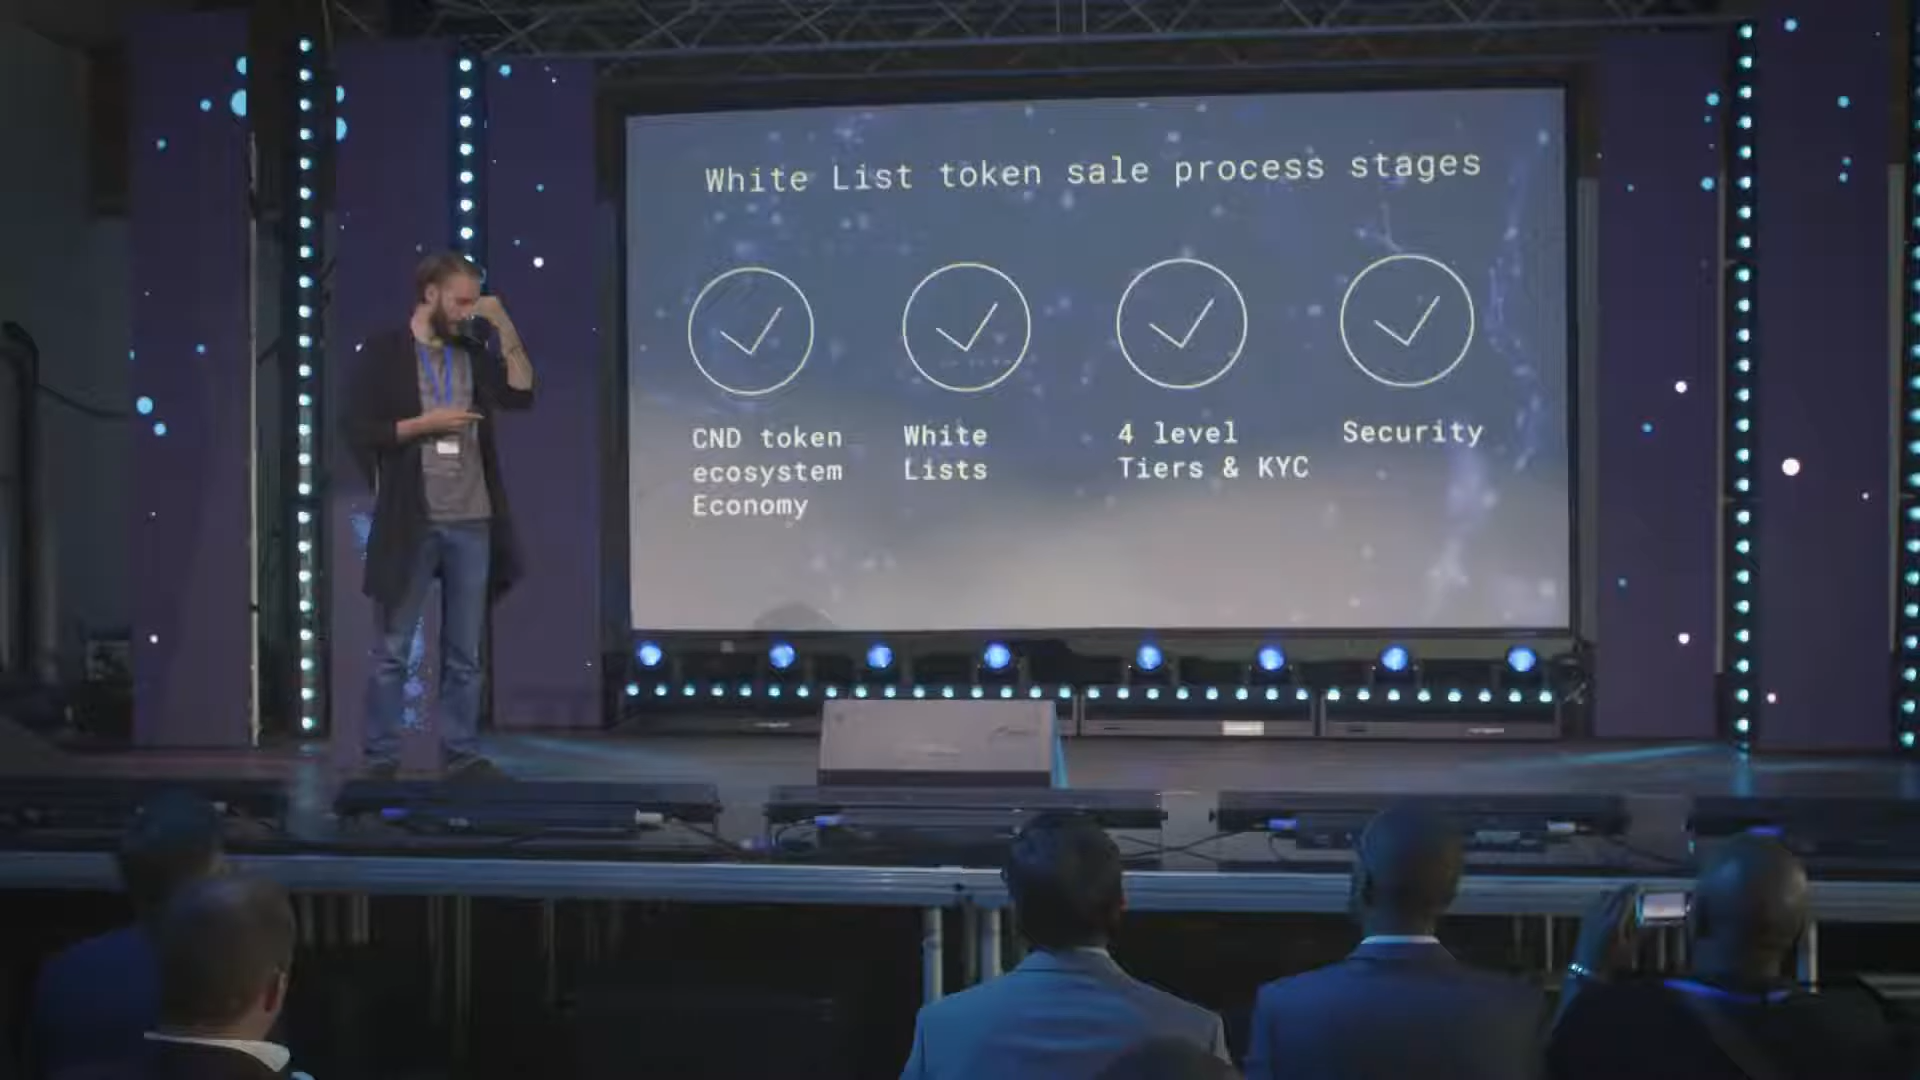 White List token sale process stages
CND token
ecosystem
Economy
White
Lists
4 level
Tiers & KYC
Security